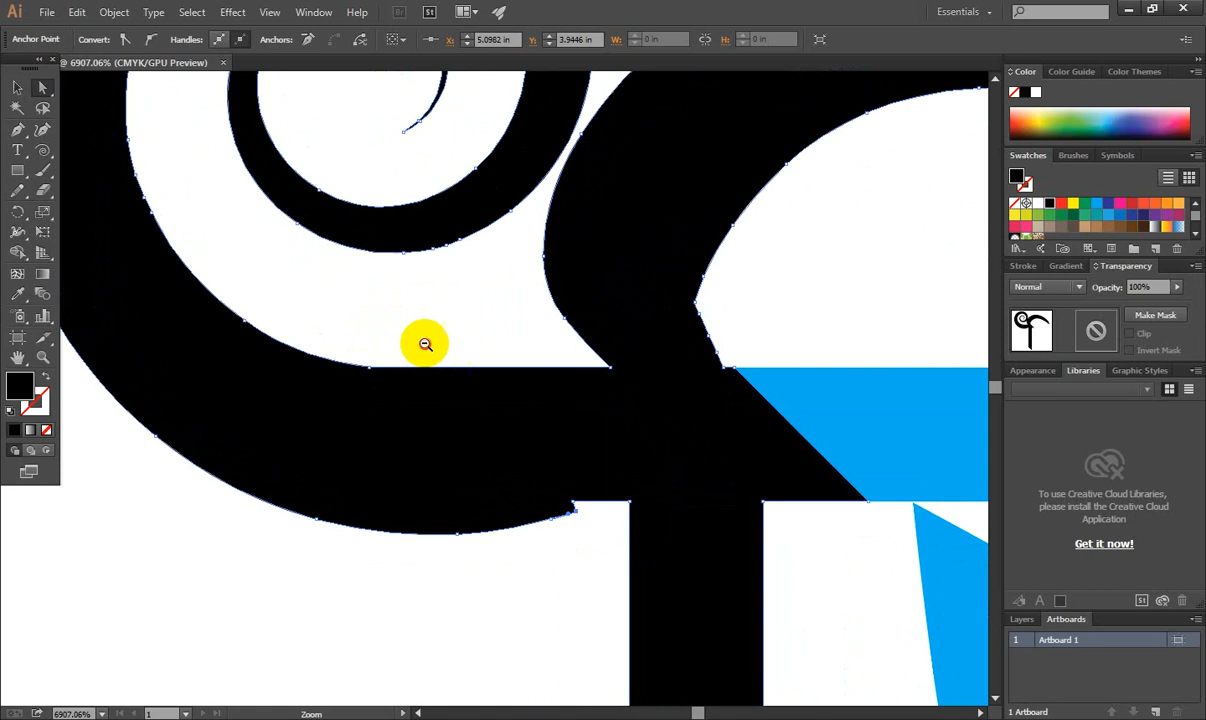 Ai File Edit Object Type Select Effect View Window Help Br St Essentials
Anchor Point Convert: Handles: Anchors: X: 5.0982 in Y: 3.9446 in W: 0 in H: 0 in
@ 6907.06% (CMYK/GPU Preview) ×
Color Color Guide Color Themes
Swatches Brushes Symbols
Stroke Gradient Transparency
Normal Opacity: 100%
Make Mask
Clip
Invert Mask
Appearance Libraries Graphic Styles
To use Creative Cloud Libraries,
please install the Creative Cloud
Application
Get it now!
St
Layers Artboards
1 Artboard 1
6907.06% 1 Zoom 1 Artboard